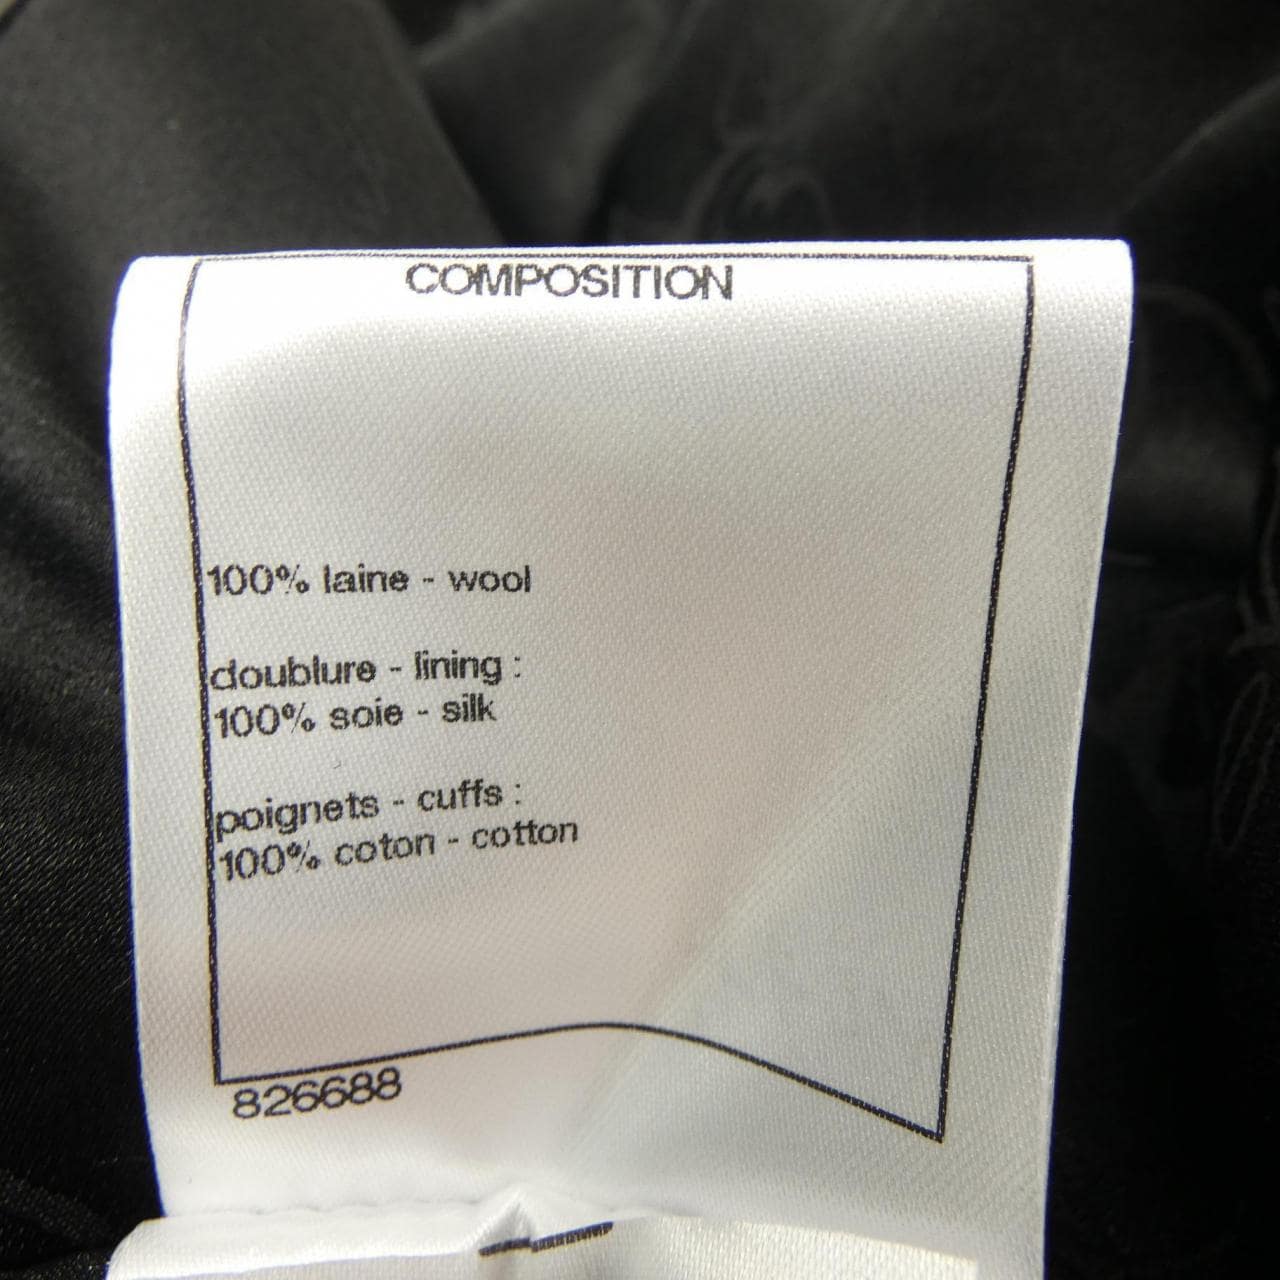 COMPOSITION
100% laine - wool
doublure - lining :
100% soie - silk
poignets - cuffs :
100% coton - cotton
826688